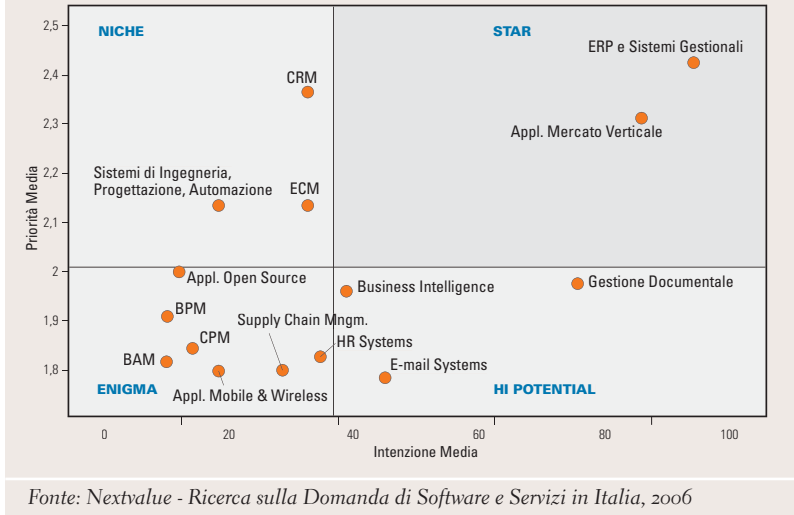 2,5
NICHE
STAR
ERP e Sistemi Gestionali
2,4
CRM
2,3
Appl. Mercato Verticale
2,2
Sistemi di Ingegneria,
Progettazione, Automazione
ECM
2,1
Priorità Media
2
Appl. Open Source
Business Intelligence
Gestione Documentale
1,9
BPM
Supply Chain Mngm.
CPM
HR Systems
BAM
E-mail Systems
1,8
ENIGMA
Appl. Mobile & Wireless
HI POTENTIAL
0 20 40 60 80 100
Intenzione Media
Fonte: Nextvalue - Ricerca sulla Domanda di Software e Servizi in Italia, 2006